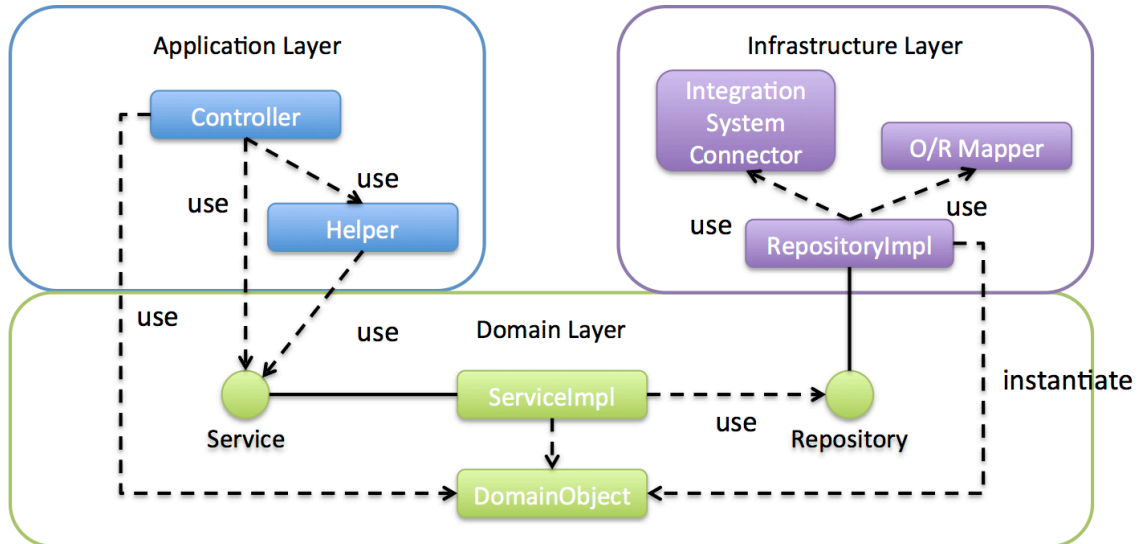 Application Layer
Infrastructure Layer
Controller
Integration
System
Connector
O/R Mapper
use
use
Helper
use
use
RepositoryImpl
use
use
Domain Layer
ServiceImpl
instantiate
Service
use
Repository
DomainObject